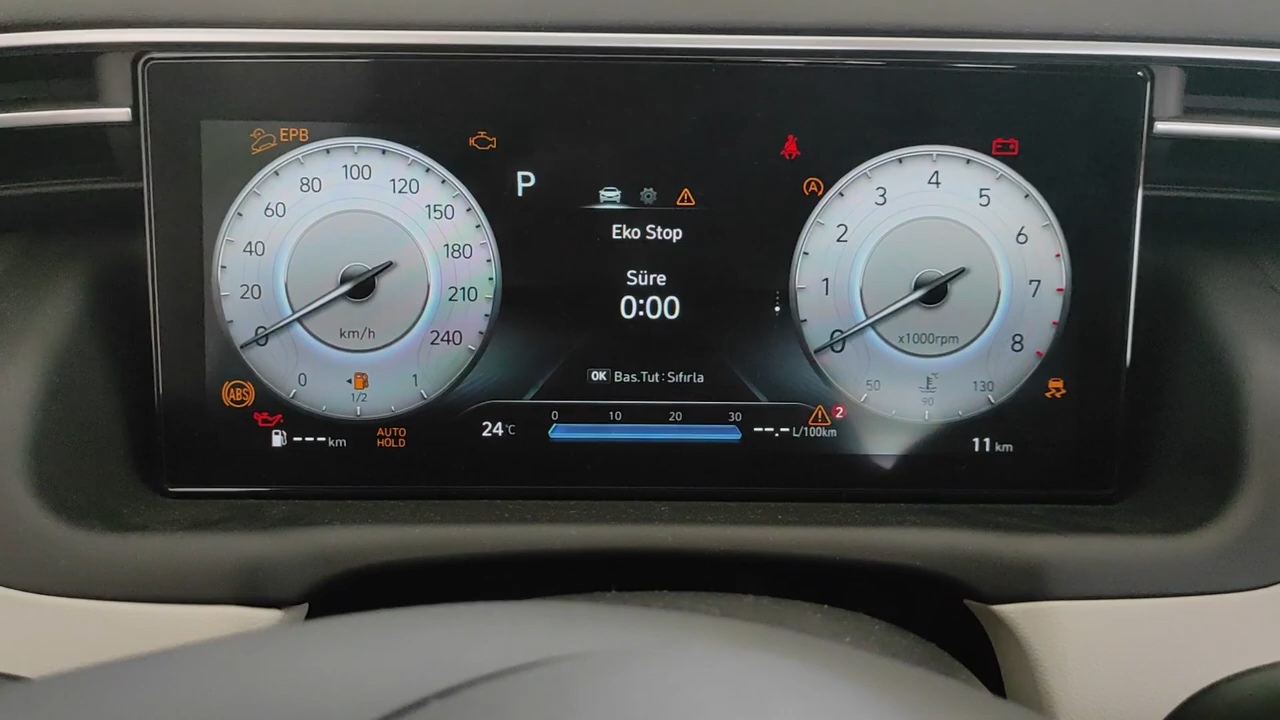 EPB
P
Eko Stop
Süre
0:00
OK Bas.Tut : Sıfırla
0 20 40 60 80 100 120 150 180 210 240
km/h
0 1/2 1
0 1 2 3 4 5 6 7 8
x1000rpm
50 90 130
A
ABS
--- km
AUTO
HOLD
24°C
0 10 20 30
--.- L/100km
2
11 km